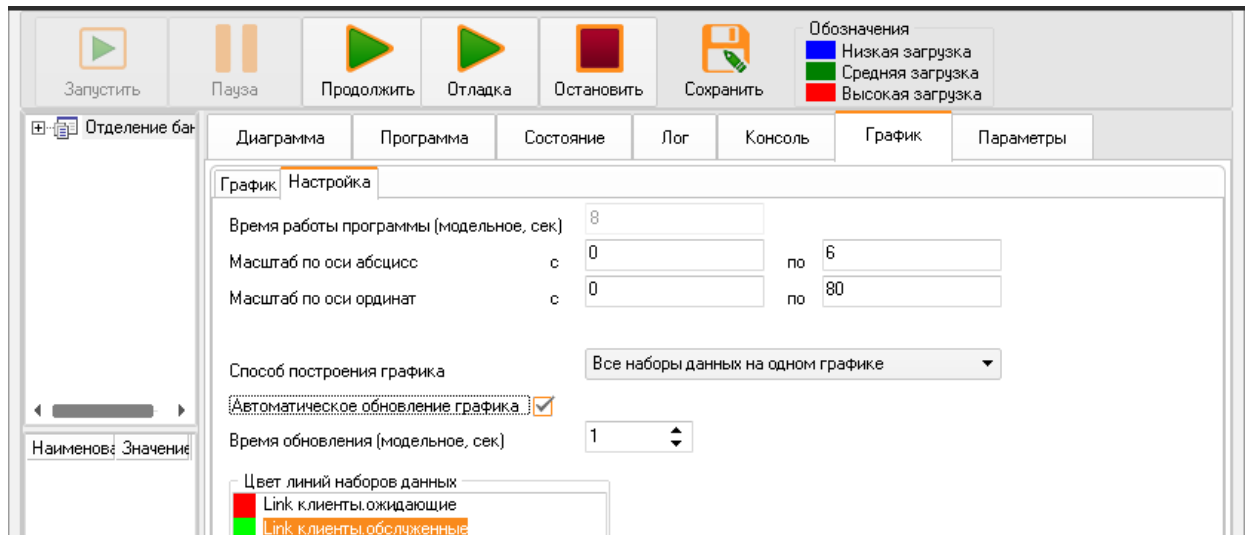 Обозначения
Низкая загрузка
Средняя загрузка
Высокая загрузка
Запустить Пауза Продолжить Отладка Остановить Сохранить
Отделение бан
Диаграмма Программа Состояние Лог Консоль График Параметры
График Настройка
Время работы программы (модельное, сек) 8
Масштаб по оси абсцисс с 0 по 6
Масштаб по оси ординат с 0 по 80
Способ построения графика Все наборы данных на одном графике
Автоматическое обновление графика
Время обновления (модельное, сек) 1
Наименова Значение
Цвет линий наборов данных
Link клиенты.ожидающие
Link клиенты.обслуженные